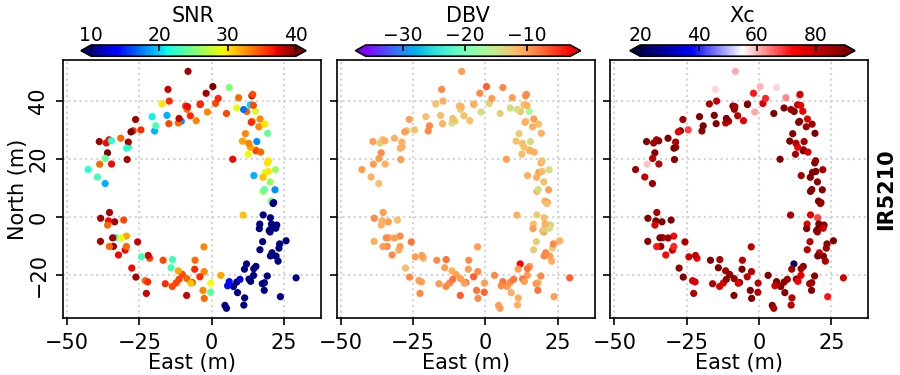 SNR DBV Xc
10 20 30 40 −30 −20 −10 20 40 60 80
North (m)
40
20
0
−20
−50 −25 0 25 −50 −25 0 25 −50 −25 0 25
East (m) East (m) East (m)
IR5210